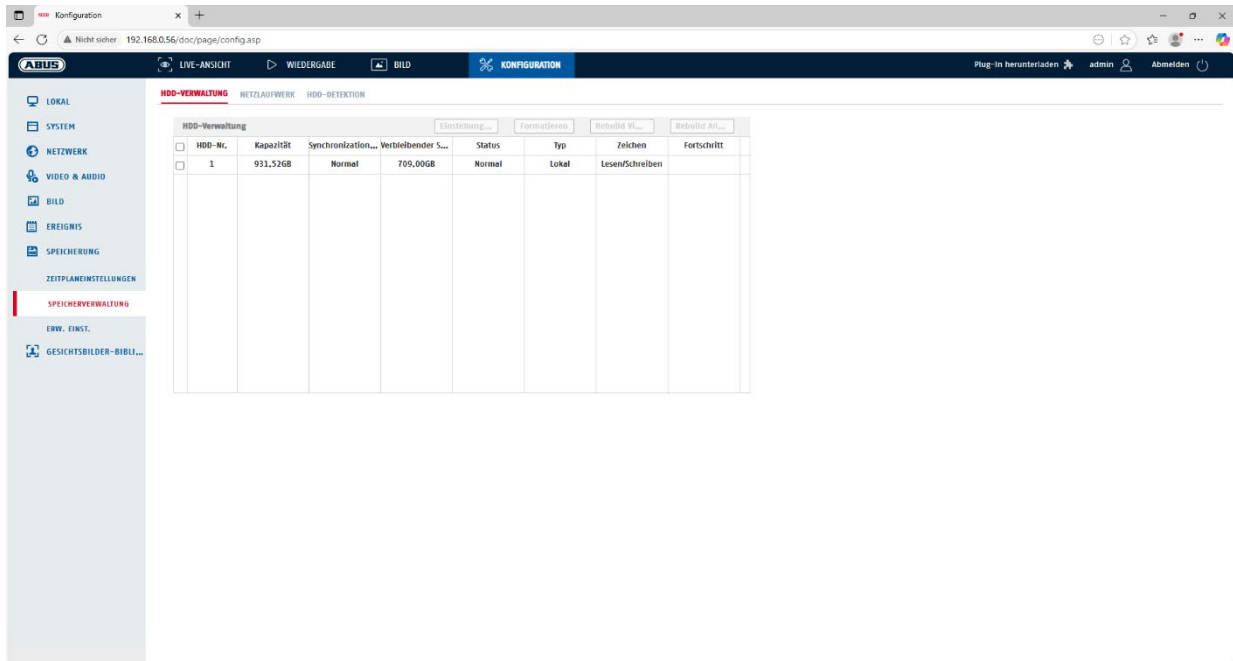 Konfiguration
Nicht sicher 192.168.0.56/doc/page/config.asp
ABUS LIVE-ANSICHT WIEDERGABE BILD KONFIGURATION Plug-In herunterladen admin Abmelden
HDD-VERWALTUNG NETZLAUFWERK HDD-DETEKTION
LOKAL
SYSTEM
NETZWERK
VIDEO & AUDIO
BILD
EREIGNIS
SPEICHERUNG
ZEITPLANEINSTELLUNGEN
SPEICHERVERWALTUNG
ERW. EINST.
GESICHTSBILDER-BIBLI...
HDD-Verwaltung Einstellung... Formatieren Rebuild Vi... Rebuild All...
HDD-Nr. Kapazität Synchronization... Verbleibender S... Status Typ Zeichen Fortschritt
1 931,52GB Normal 709,00GB Normal Lokal Lesen/Schreiben